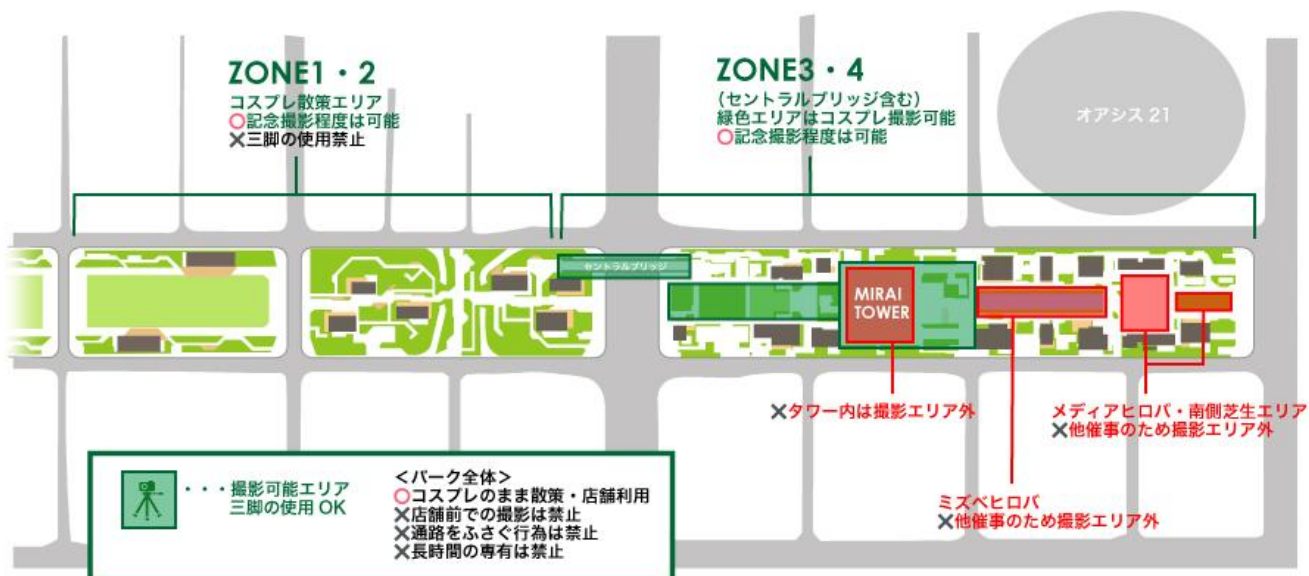 ZONE1・2
コスプレ散策エリア
○記念撮影程度は可能
×三脚の使用禁止
ZONE3・4
(セントラルブリッジ含む)
緑色エリアはコスプレ撮影可能
○記念撮影程度は可能
オアシス21
セントラルブリッジ
MIRAI
TOWER
×タワー内は撮影エリア外
メディアヒロバ・南側芝生エリア
×他催事のため撮影エリア外
ミズベヒロバ
×他催事のため撮影エリア外
・・・撮影可能エリア
三脚の使用OK
<パーク全体>
○コスプレのまま散策・店舗利用
×店舗前での撮影は禁止
×通路をふさぐ行為は禁止
×長時間の専有は禁止